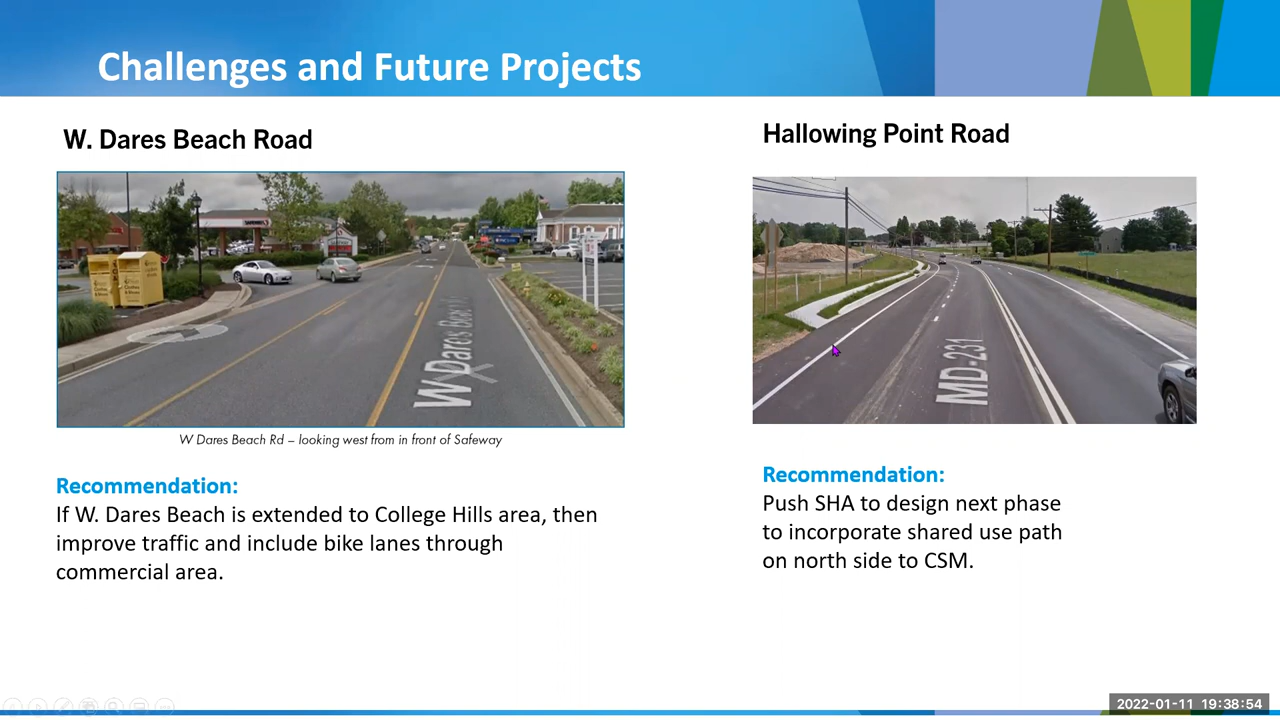 Challenges and Future Projects
W. Dares Beach Road
W Dares Beach
W Dares Beach Rd – looking west from in front of Safeway
Recommendation:
If W. Dares Beach is extended to College Hills area, then
improve traffic and include bike lanes through
commercial area.
Hallowing Point Road
MD-231
Recommendation:
Push SHA to design next phase
to incorporate shared use path
on north side to CSM.
2022-01-11 19:38:54